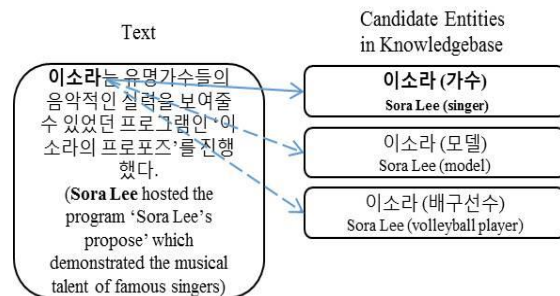 Text
이소라는 유명가수들의
음악적인 실력을 보여줄
수 있었던 프로그램인 '이
소라의 프로포즈'를 진행
했다.
(Sora Lee hosted the
program 'Sora Lee's
propose' which
demonstrated the musical
talent of famous singers)
Candidate Entities
in Knowledgebase
이소라 (가수)
Sora Lee (singer)
이소라 (모델)
Sora Lee (model)
이소라 (배구선수)
Sora Lee (volleyball player)